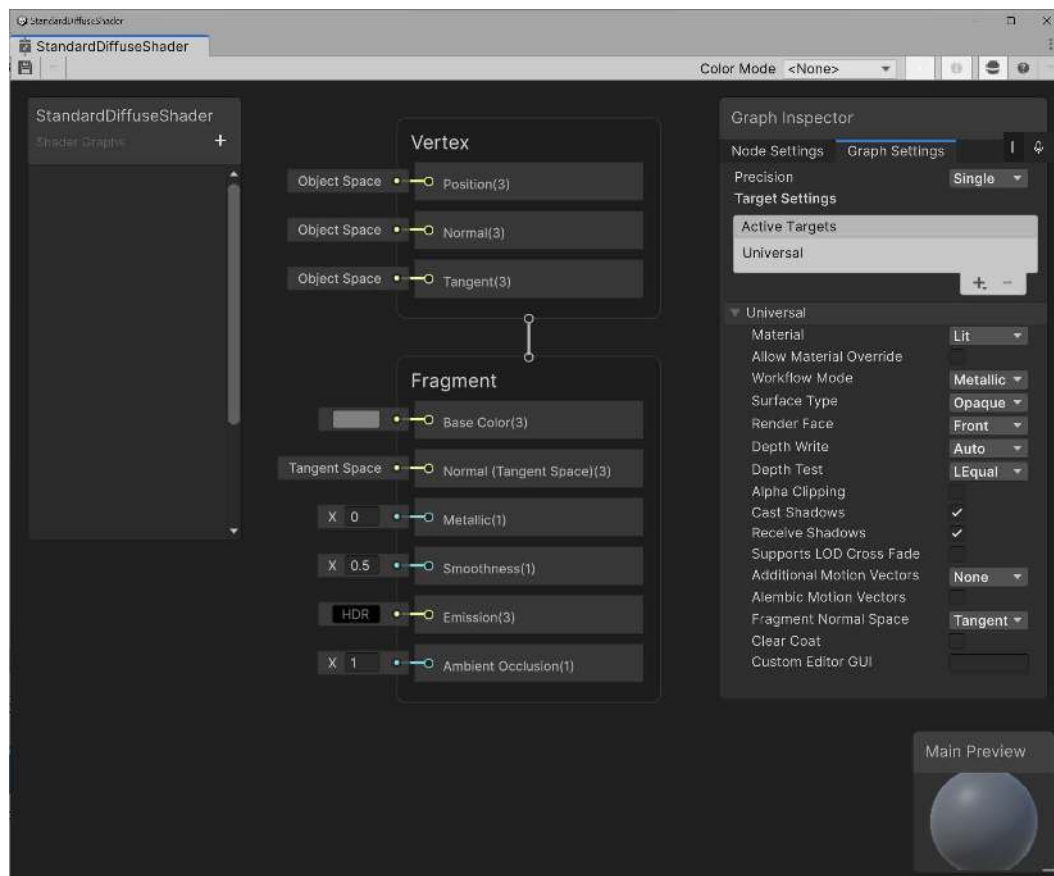 StandardDiffuseShader
StandardDiffuseShader
Color Mode <None>
StandardDiffuseShader
Shader Graphs
+
Vertex
Object Space Position(3)
Object Space Normal(3)
Object Space Tangent(3)
Fragment
Base Color(3)
Tangent Space Normal (Tangent Space)(3)
X 0 Metallic(1)
X 0.5 Smoothness(1)
HDR Emission(3)
X 1 Ambient Occlusion(1)
Graph Inspector
Node Settings Graph Settings
Precision Single
Target Settings
Active Targets
Universal
Universal
Material Lit
Allow Material Override
Workflow Mode Metallic
Surface Type Opaque
Render Face Front
Depth Write Auto
Depth Test LEqual
Alpha Clipping
Cast Shadows
Receive Shadows
Supports LOD Cross Fade
Additional Motion Vectors None
Alembic Motion Vectors
Fragment Normal Space Tangent
Clear Coat
Custom Editor GUI
Main Preview